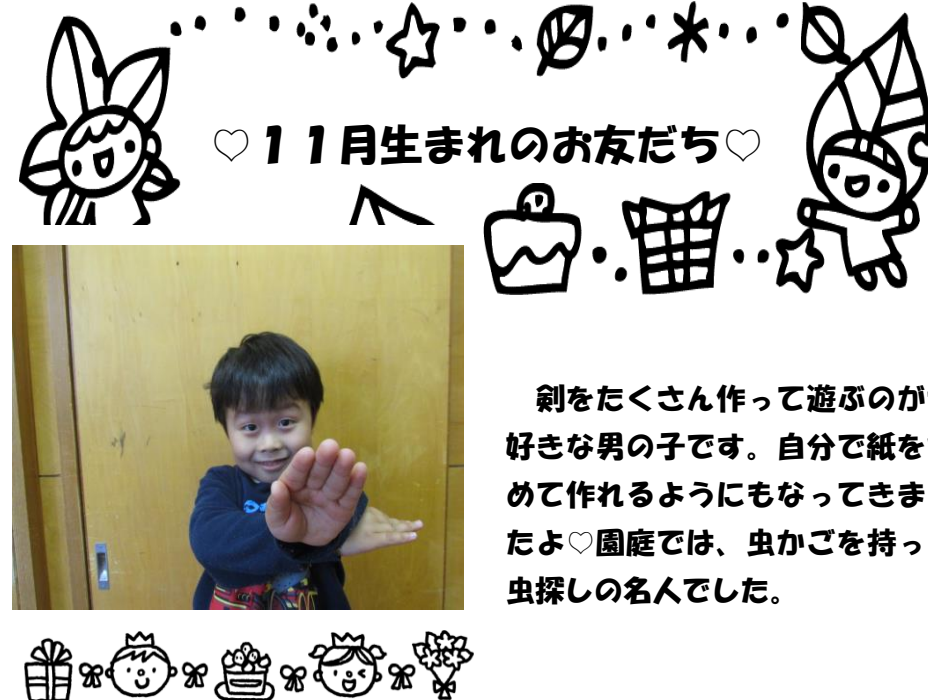 ♡１１月生まれのお友だち♡
剣をたくさん作って遊ぶのが
好きな男の子です。自分で紙を
めて作れるようにもなってきま
たよ♡園庭では、虫かごを持っ
虫探しの名人でした。